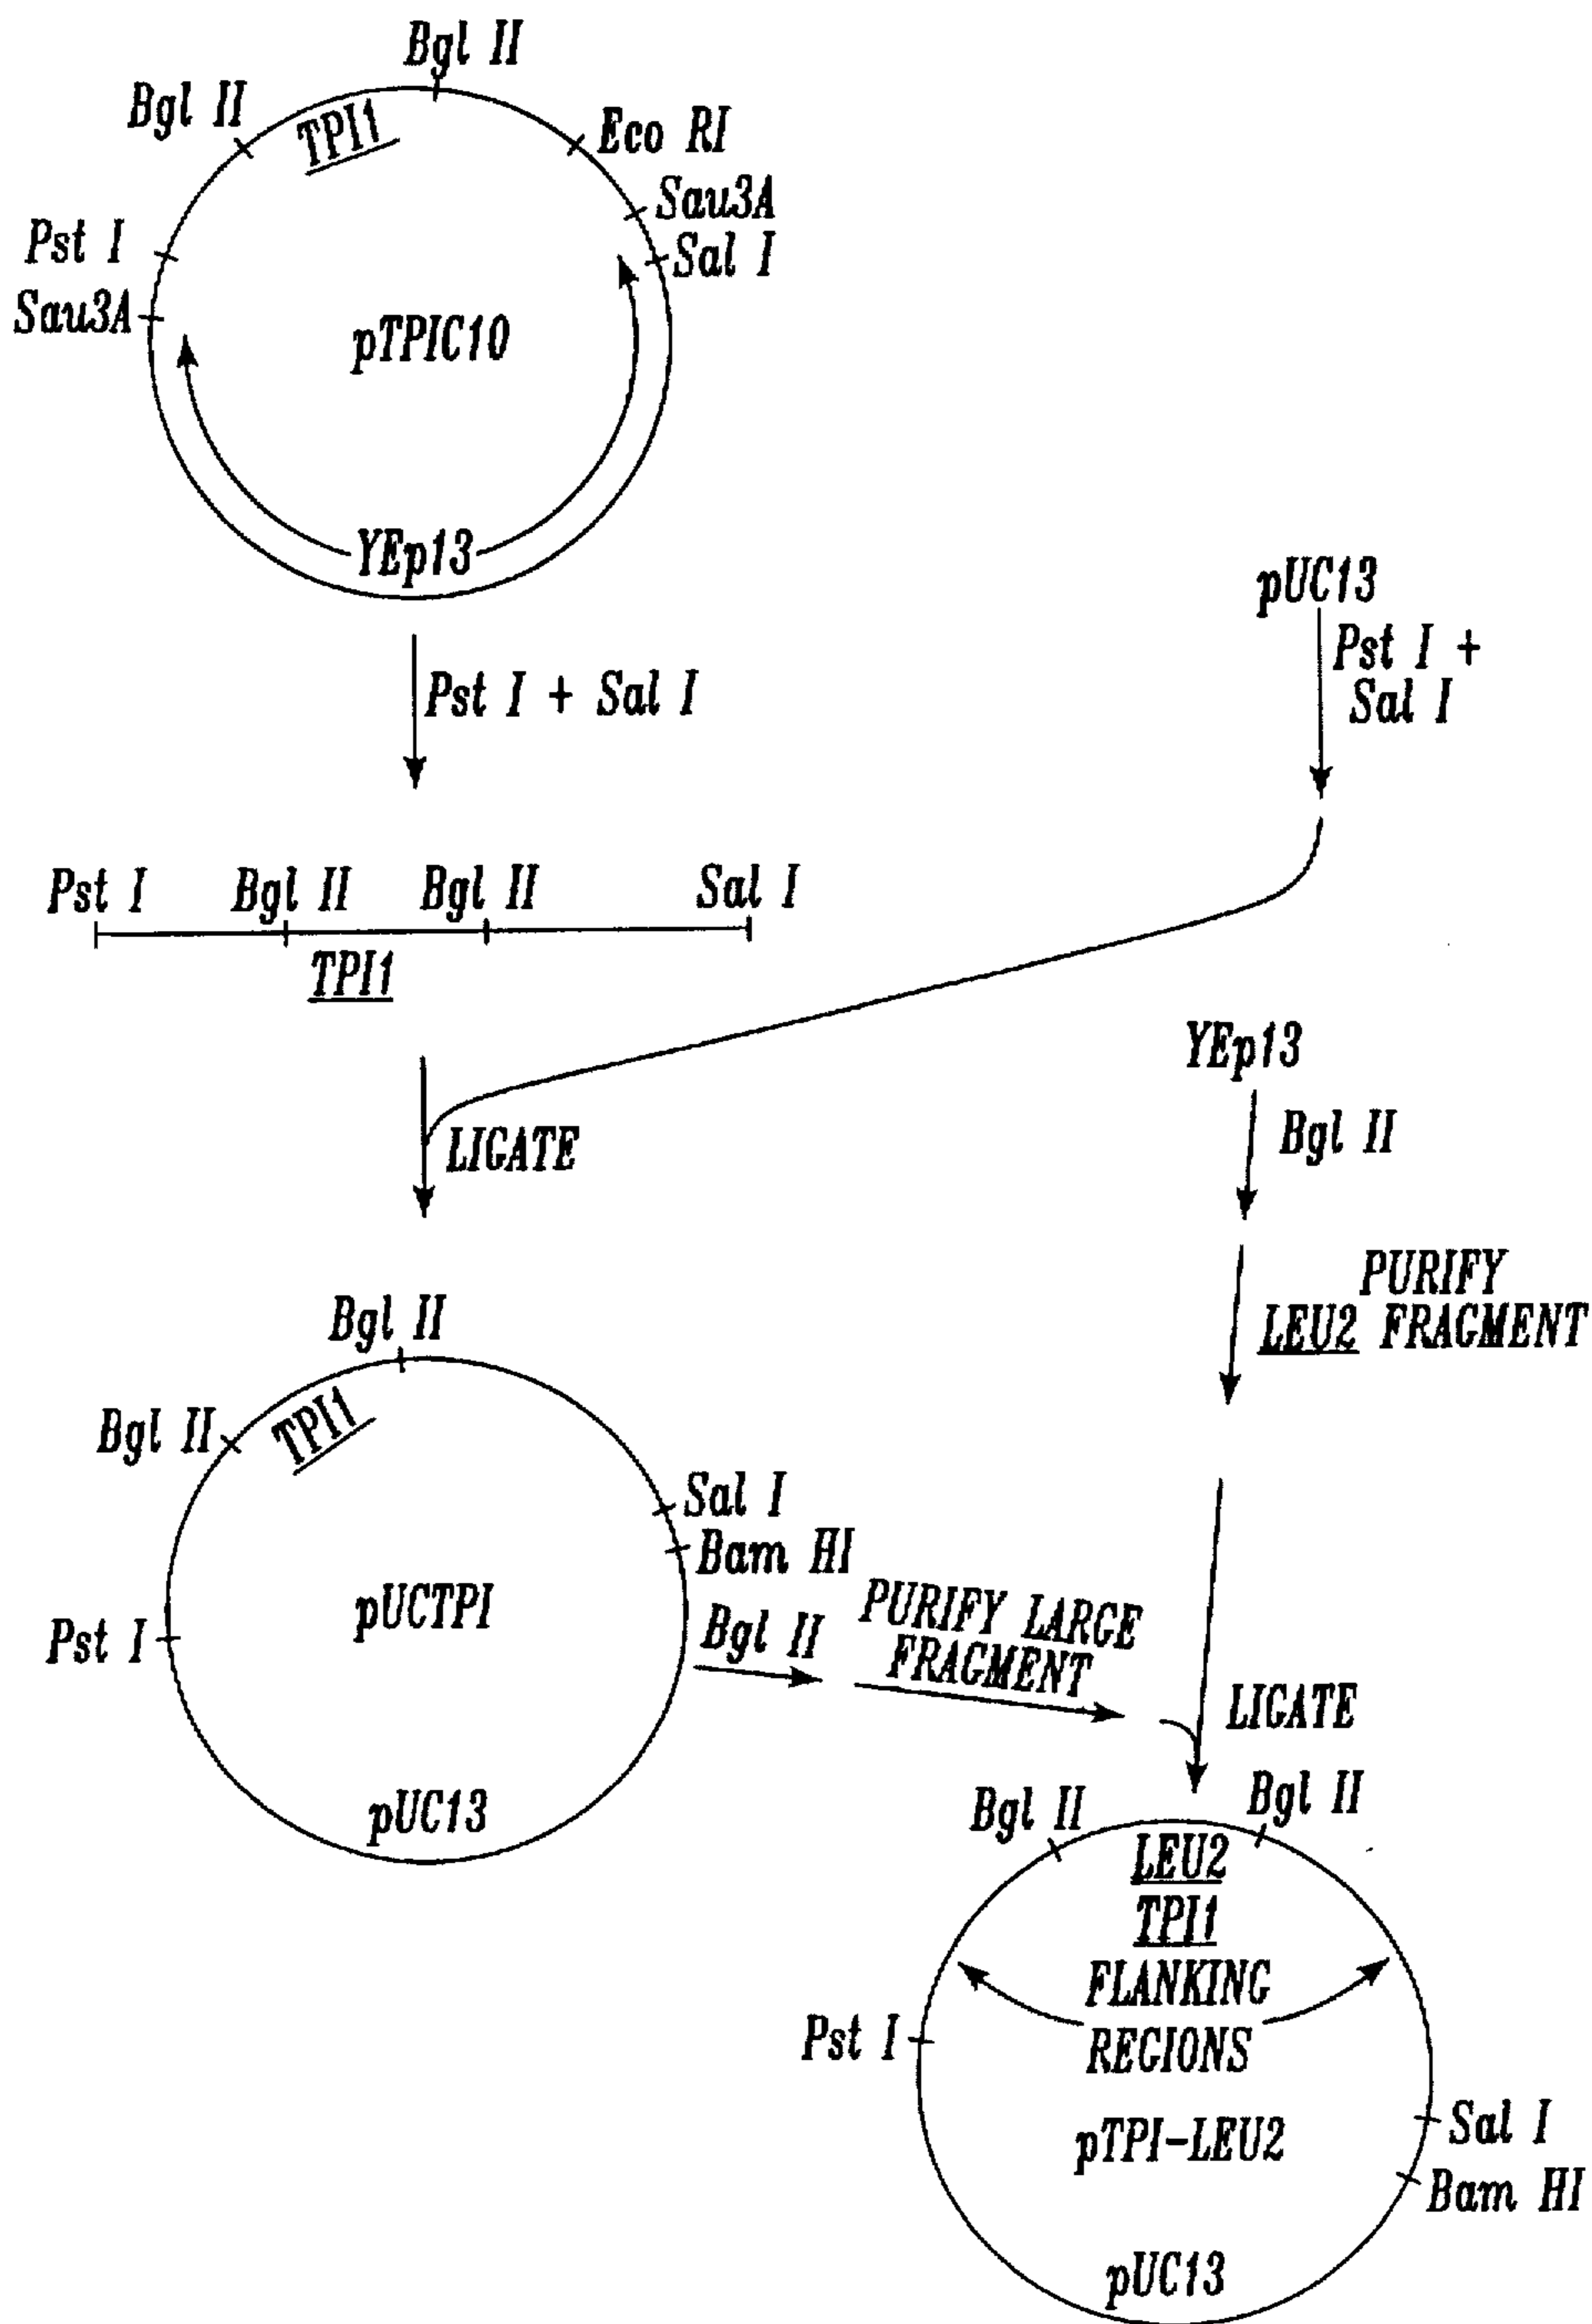 Bgl II
Bgl II
TPI1
Eco RI
Sau3A
Sal I
Pst I
Sau3A
pTPIC10
YEp13
Pst I + Sal I
pUC13
Pst I +
Sal I
Pst I
Bgl II
Bgl II
Sal I
TPI1
LIGATE
YEp13
Bgl II
PURIFY
LEU2 FRAGMENT
Bgl II
Bgl II
TPI1
Sal I
Bam HI
Pst I
pUCTPI
pUC13
Bgl II
PURIFY LARGE
FRAGMENT
LIGATE
Bgl II
Bgl II
LEU2
TPI1
FLANKING
REGIONS
Pst I
pTPI-LEU2
Sal I
Bam HI
pUC13